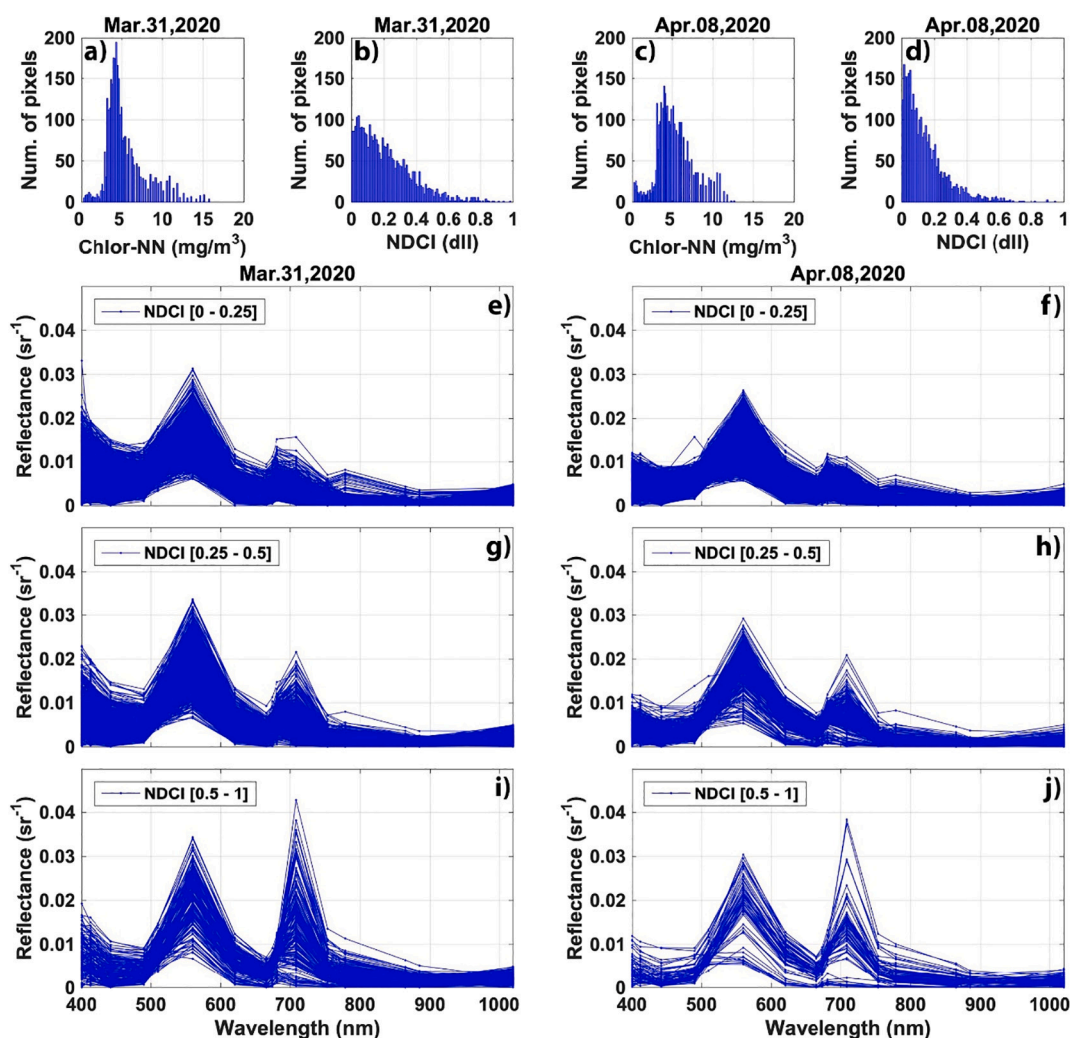 Mar.31,2020
Mar.31,2020
Apr.08,2020
Apr.08,2020
a)
b)
c)
d)
Num. of pixels
200
150
100
50
0
0 5 10 15 20
Chlor-NN (mg/m³)
Num. of pixels
200
150
100
50
0
0 0.2 0.4 0.6 0.8 1
NDCI (dll)
Num. of pixels
200
150
100
50
0
0 5 10 15 20
Chlor-NN (mg/m³)
Num. of pixels
200
150
100
50
0
0 0.2 0.4 0.6 0.8 1
NDCI (dll)
Mar.31,2020
Apr.08,2020
NDCI [0 - 0.25]
e)
Reflectance (sr⁻¹)
0.04
0.03
0.02
0.01
0
NDCI [0 - 0.25]
f)
Reflectance (sr⁻¹)
0.04
0.03
0.02
0.01
0
NDCI [0.25 - 0.5]
g)
Reflectance (sr⁻¹)
0.04
0.03
0.02
0.01
0
NDCI [0.25 - 0.5]
h)
Reflectance (sr⁻¹)
0.04
0.03
0.02
0.01
0
NDCI [0.5 - 1]
i)
Reflectance (sr⁻¹)
0.04
0.03
0.02
0.01
0
400 500 600 700 800 900 1000
Wavelength (nm)
NDCI [0.5 - 1]
j)
Reflectance (sr⁻¹)
0.04
0.03
0.02
0.01
0
400 500 600 700 800 900 1000
Wavelength (nm)